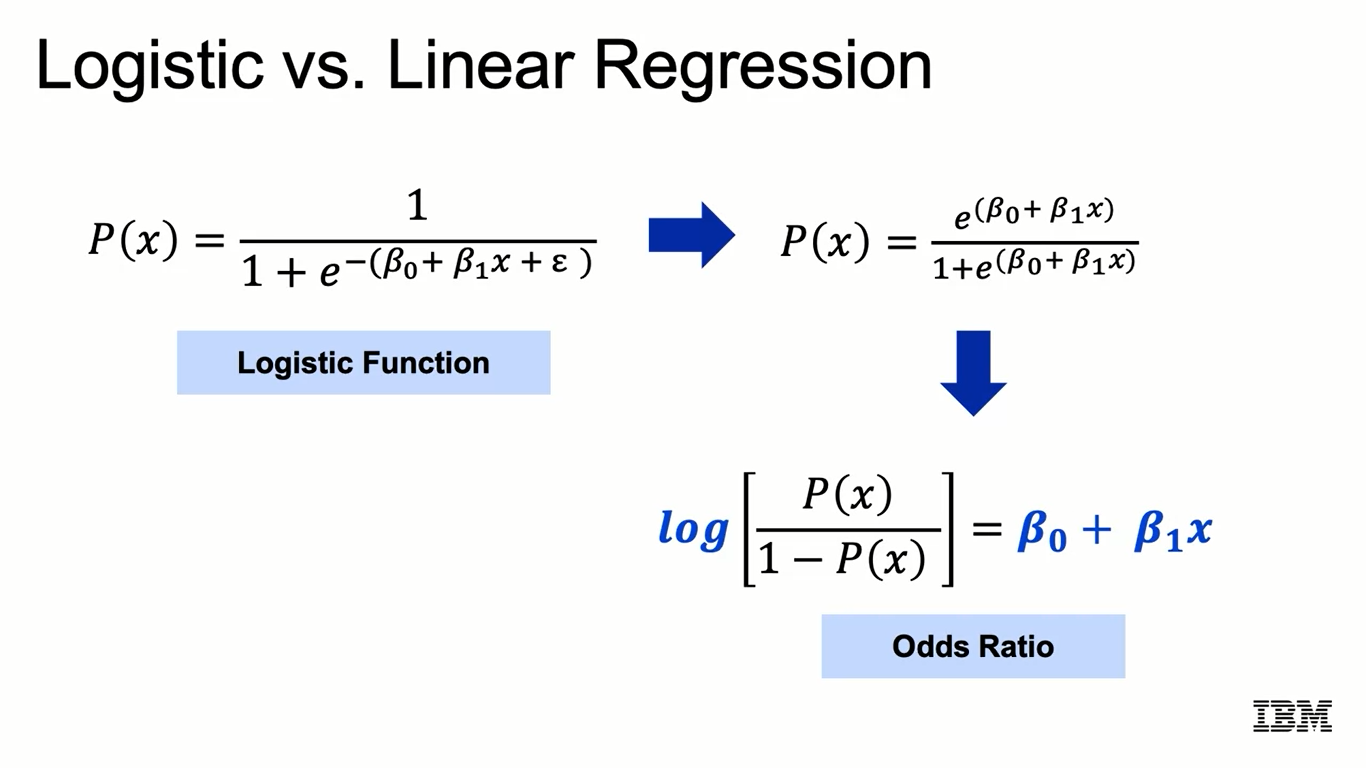 Logistic vs. Linear Regression
P(x) = 1 / 1 + e^−(β₀ + β₁x + ε )
P(x) = e^(β₀ + β₁x) / 1+e^(β₀ + β₁x)
Logistic Function
log [ P(x) / 1 − P(x) ] = β₀ + β₁x
Odds Ratio
IBM